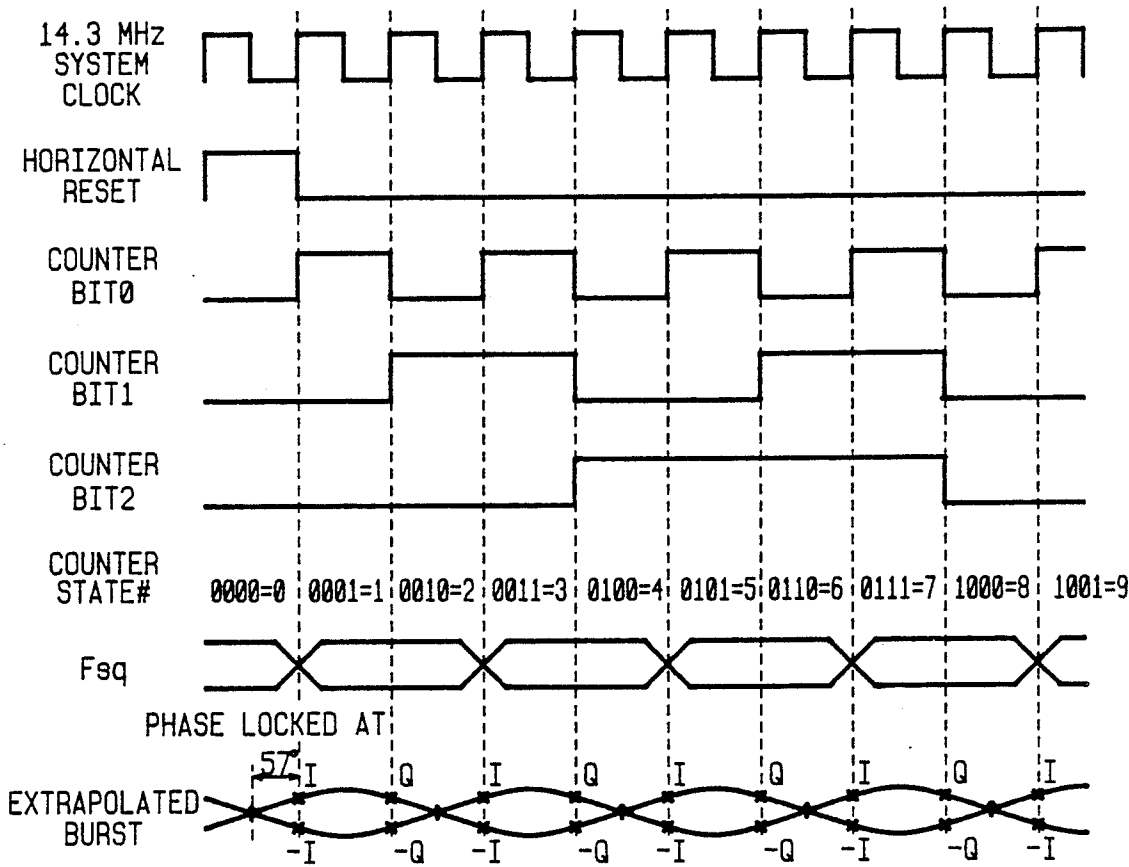 14.3 MHz
SYSTEM
CLOCK
HORIZONTAL
RESET
COUNTER
BIT0
COUNTER
BIT1
COUNTER
BIT2
COUNTER
STATE#
0000=0 0001=1 0010=2 0011=3 0100=4 0101=5 0110=6 0111=7 1000=8 1001=9
Fsq
PHASE LOCKED AT
57°
I Q I Q I Q I Q I
EXTRAPOLATED
BURST
-I -Q -I -Q -I -Q -I -Q -I